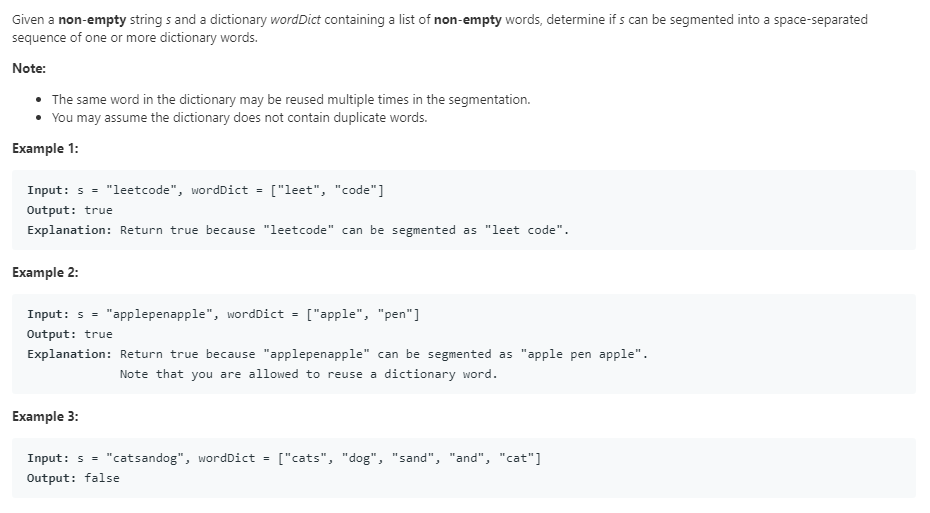 Given a non-empty string s and a dictionary wordDict containing a list of non-empty words, determine if s can be segmented into a space-separated
sequence of one or more dictionary words.
Note:
• The same word in the dictionary may be reused multiple times in the segmentation.
• You may assume the dictionary does not contain duplicate words.
Example 1:
Input: s = "leetcode", wordDict = ["leet", "code"]
Output: true
Explanation: Return true because "leetcode" can be segmented as "leet code".
Example 2:
Input: s = "applepenapple", wordDict = ["apple", "pen"]
Output: true
Explanation: Return true because "applepenapple" can be segmented as "apple pen apple".
Note that you are allowed to reuse a dictionary word.
Example 3:
Input: s = "catsandog", wordDict = ["cats", "dog", "sand", "and", "cat"]
Output: false